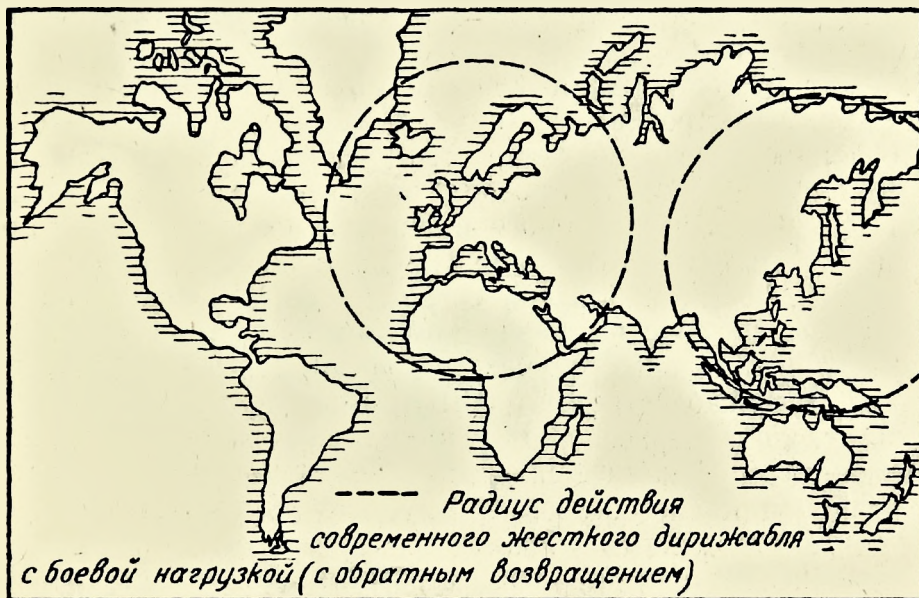 Радиус действия
современного жесткого дирижабля
с боевой нагрузкой (с обратным возвращением)